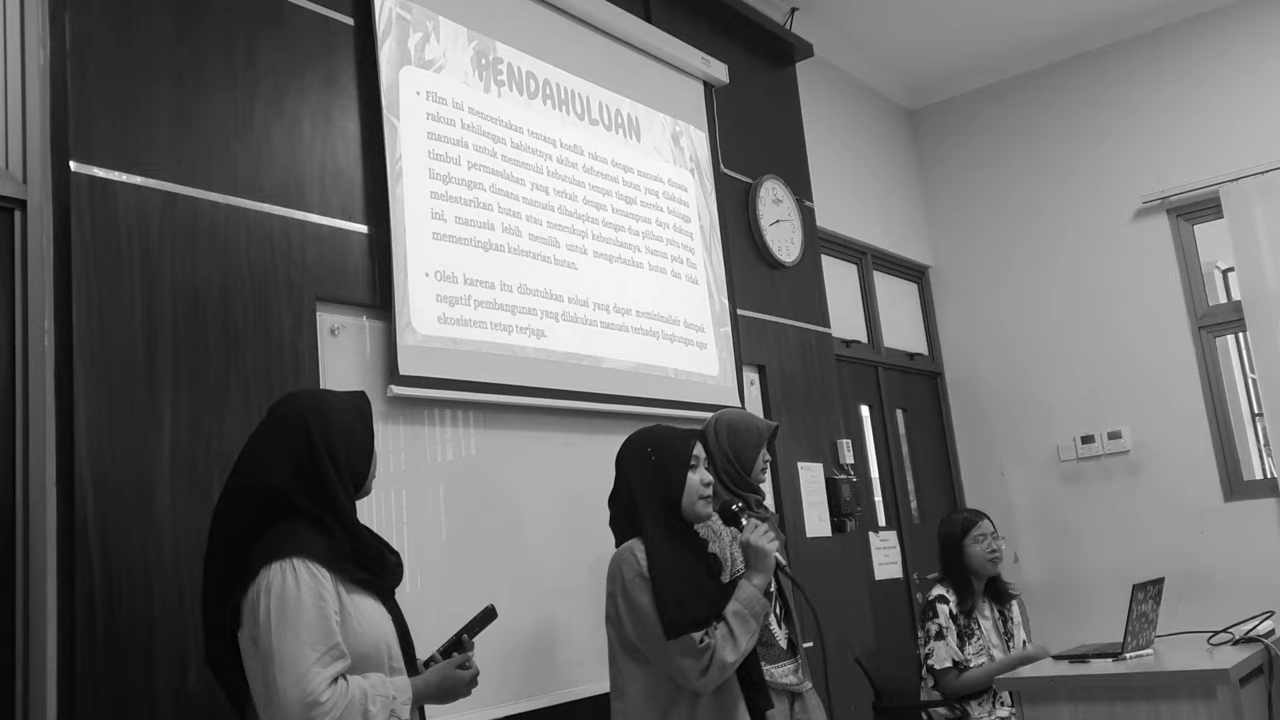 PENDAHULUAN
• Film ini menceritakan tentang konflik rakun dengan manusia, dimana
rakun kehilangan habitatnya akibat deforestasi hutan yang dilakukan
manusia untuk memenuhi kebutuhan tempat tinggal mereka. Sehingga
timbul permasalahan yang terkait dengan kemampuan daya dukung
lingkungan, dimana manusia dihadapkan dengan dua pilihan yaitu tetap
melestarikan hutan atau mencukupi kebutuhannya. Namun pada film
ini, manusia lebih memilih untuk mengorbankan hutan dan tidak
mementingkan kelestarian hutan.
• Oleh karena itu dibutuhkan solusi yang dapat meminimalisir dampak
negatif pembangunan yang dilakukan manusia terhadap lingkungan agar
ekosistem tetap terjaga.